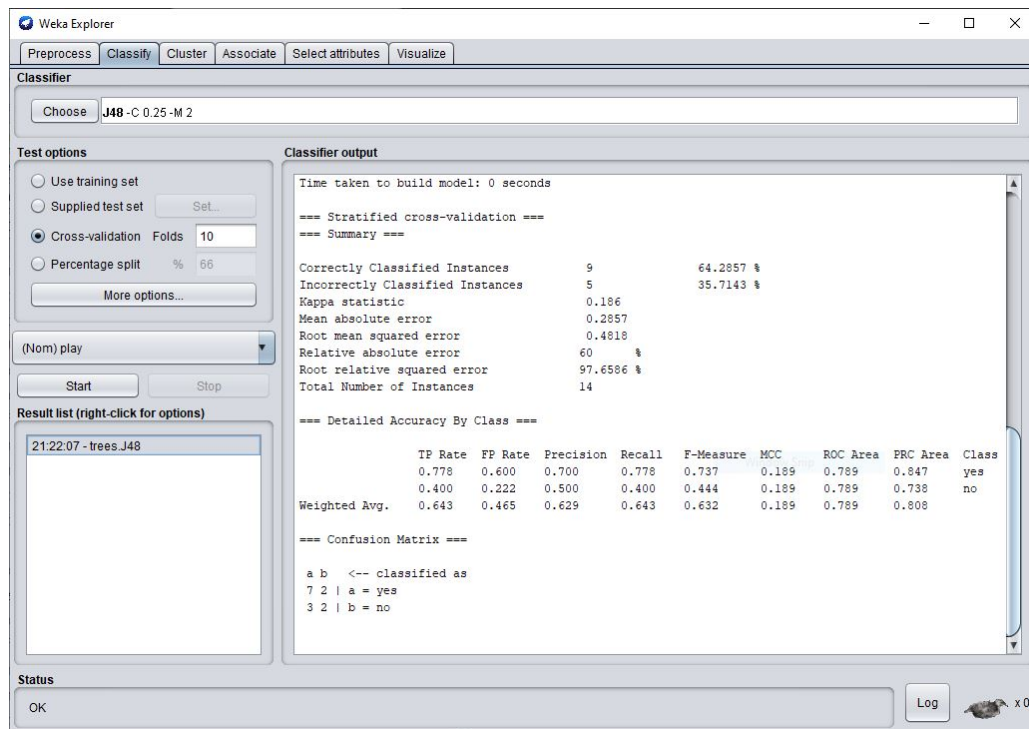 Weka Explorer
Preprocess Classify Cluster Associate Select attributes Visualize
Classifier
Choose J48 -C 0.25 -M 2
Test options
Use training set
Supplied test set Set...
Cross-validation Folds 10
Percentage split % 66
More options...
(Nom) play
Start Stop
Result list (right-click for options)
21:22:07 - trees.J48
Classifier output
Time taken to build model: 0 seconds
=== Stratified cross-validation ===
=== Summary ===
Correctly Classified Instances 9 64.2857 %
Incorrectly Classified Instances 5 35.7143 %
Kappa statistic 0.186
Mean absolute error 0.2857
Root mean squared error 0.4818
Relative absolute error 60 %
Root relative squared error 97.6586 %
Total Number of Instances 14
=== Detailed Accuracy By Class ===
TP Rate FP Rate Precision Recall F-Measure MCC ROC Area PRC Area Class
0.778 0.600 0.700 0.778 0.737 0.189 0.789 0.847 yes
0.400 0.222 0.500 0.400 0.444 0.189 0.789 0.738 no
Weighted Avg. 0.643 0.465 0.629 0.643 0.632 0.189 0.789 0.808
=== Confusion Matrix ===
a b <-- classified as
7 2 | a = yes
3 2 | b = no
Status
OK
Log
x 0